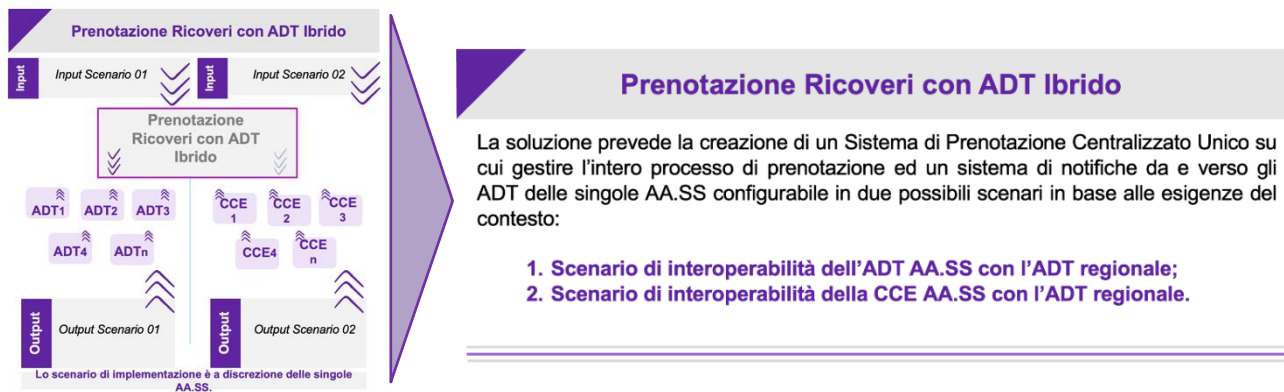 Prenotazione Ricoveri con ADT Ibrido
Input
Input Scenario 01
Input
Input Scenario 02
Prenotazione
Ricoveri con ADT
Ibrido
ADT1
ADT2
ADT3
ADT4
ADTn
CCE
1
CCE
2
CCE
3
CCE4
CCE
n
Output
Output Scenario 01
Output
Output Scenario 02
Lo scenario di implementazione è a discrezione delle singole
AA.SS.
Prenotazione Ricoveri con ADT Ibrido
La soluzione prevede la creazione di un Sistema di Prenotazione Centralizzato Unico su
cui gestire l’intero processo di prenotazione ed un sistema di notifiche da e verso gli
ADT delle singole AA.SS configurabile in due possibili scenari in base alle esigenze del
contesto:
1. Scenario di interoperabilità dell’ADT AA.SS con l’ADT regionale;
2. Scenario di interoperabilità della CCE AA.SS con l’ADT regionale.